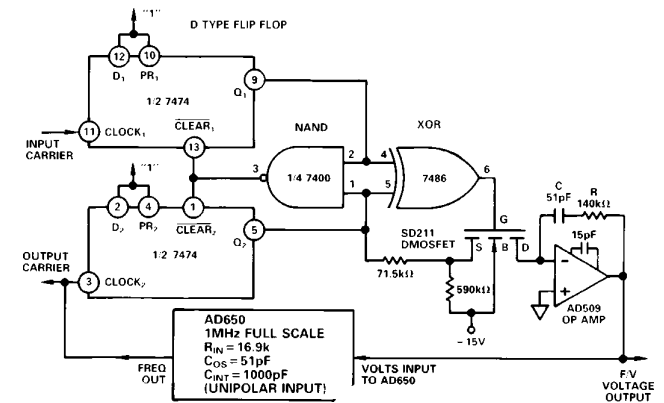 "1"
D TYPE FLIP FLOP
12 10
D1 PR1
9
Q1
1/2 7474
11 CLOCK1
CLEAR1
INPUT
CARRIER
13
NAND
XOR
3
2
1
1/4 7400
4
5
7486
6
"1"
2 4 1
D2 PR2 CLEAR2
5
Q2
1/2 7474
OUTPUT
CARRIER
3 CLOCK2
SD211
DMOSFET
G
S B D
71.5kΩ
590kΩ
- 15V
C
51pF
R
140kΩ
15pF
-
+
AD509
OP AMP
AD650
1MHz FULL SCALE
RIN = 16.9k
COS = 51pF
CINT = 1000pF
(UNIPOLAR INPUT)
FREQ
OUT
VOLTS INPUT
TO AD650
F/V
VOLTAGE
OUTPUT